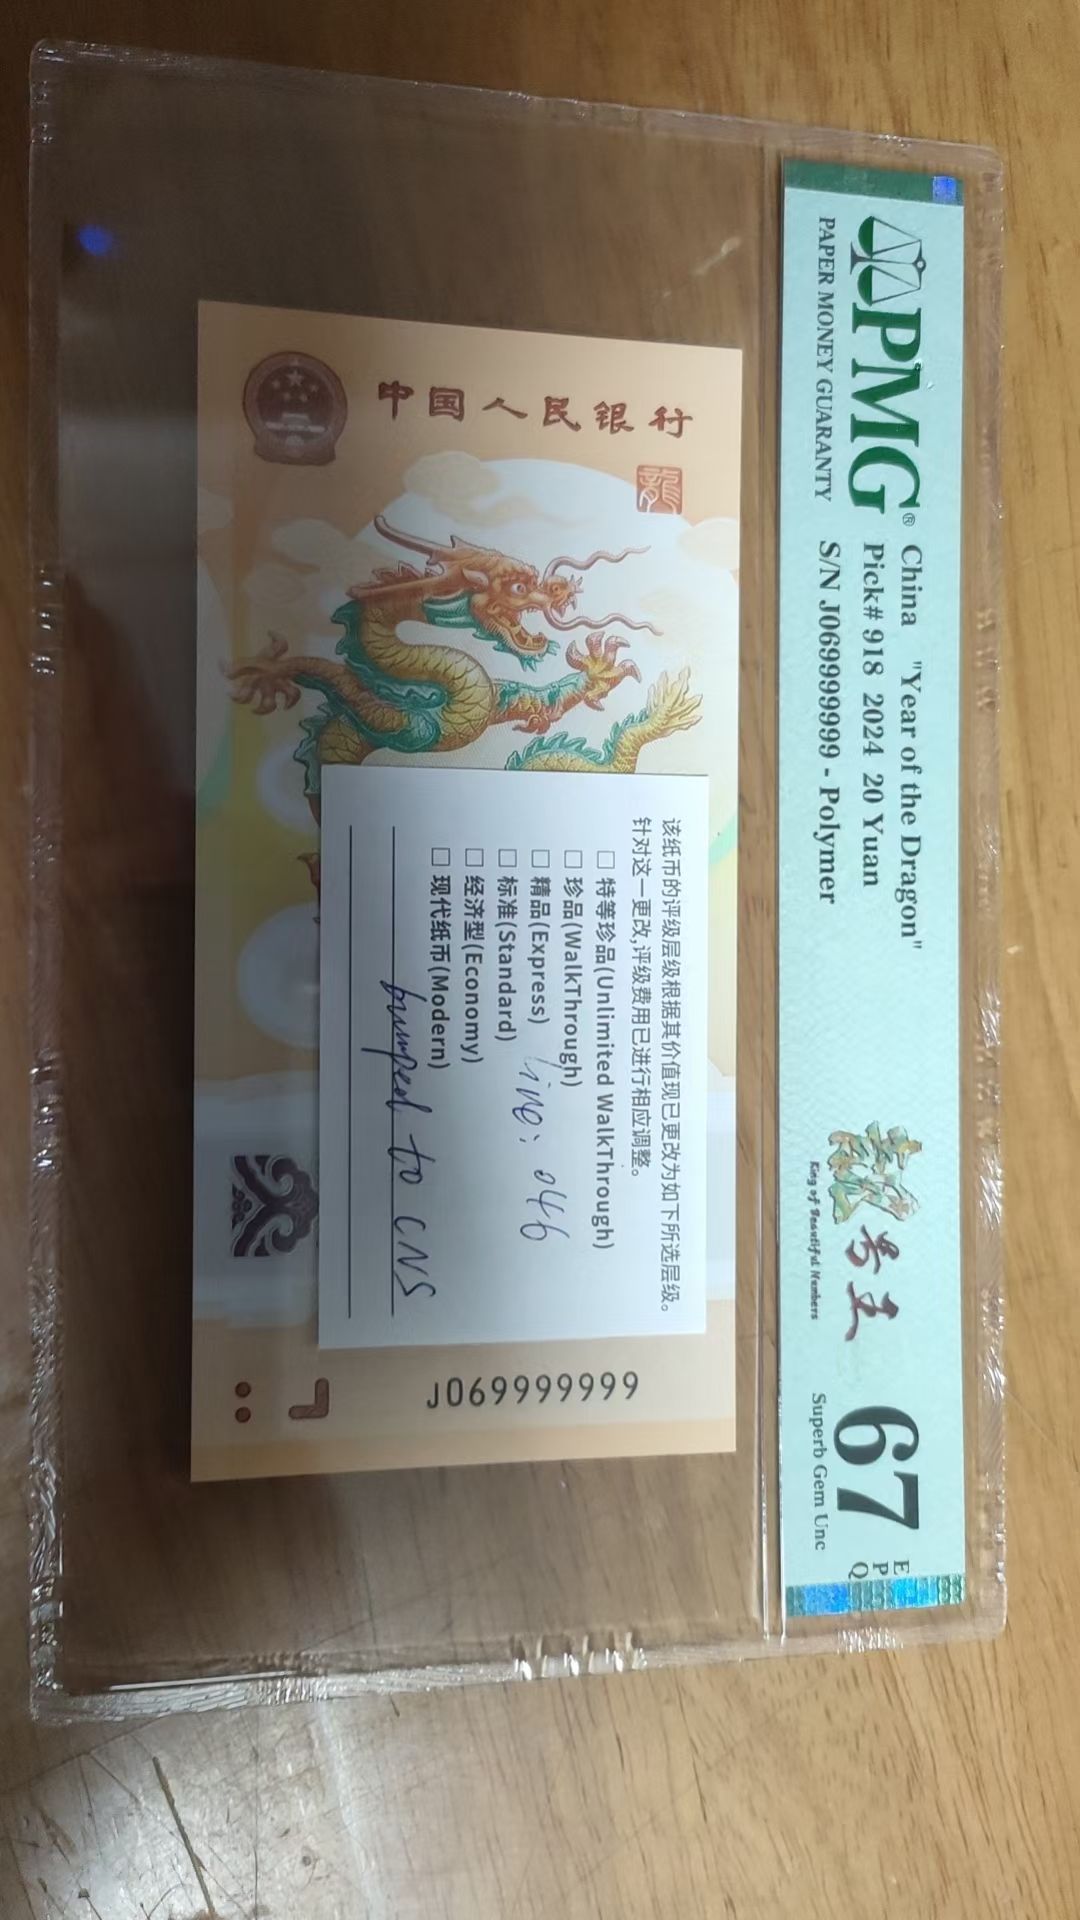 PMG®
PAPER MONEY GUARANTY
China "Year of the Dragon"
Pick# 918 2024 20 Yuan
S/N J069999999 - Polymer
King of Beautiful Numbers
号王
67
EPQ
Superb Gem Unc
中国人民银行
龍
该纸币的评级层级根据其价值现已更改为如下所选层级。
针对这一更改,评级费用已进行相应调整。
□ 特等珍品(Unlimited WalkThrough)
□ 珍品(WalkThrough)
□ 精品(Express)
□ 标准(Standard)
□ 经济型(Economy)
□ 现代纸币(Modern)
line: 046
bumped to CNS
J069999999